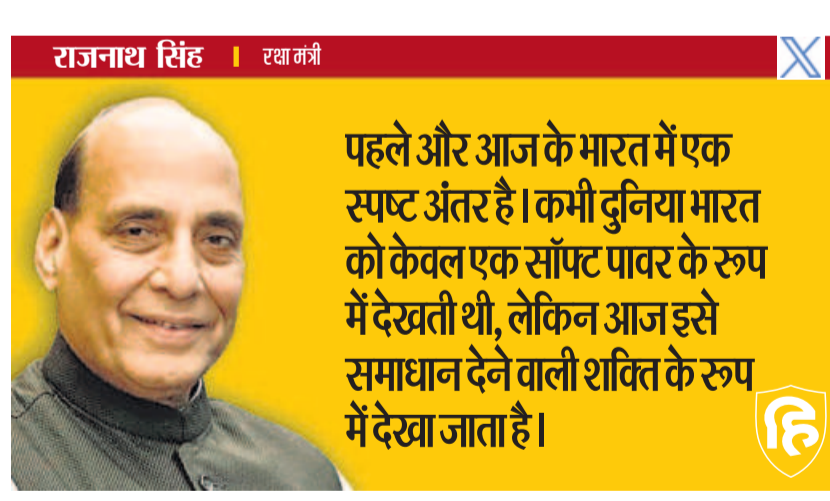 राजनाथ सिंह | रक्षा मंत्री
पहले और आज के भारत में एक
स्पष्ट अंतर है। कभी दुनिया भारत
को केवल एक सॉफ्ट पावर के रूप
में देखती थी, लेकिन आज इसे
समाधान देने वाली शक्ति के रूप
में देखा जाता है।
हि